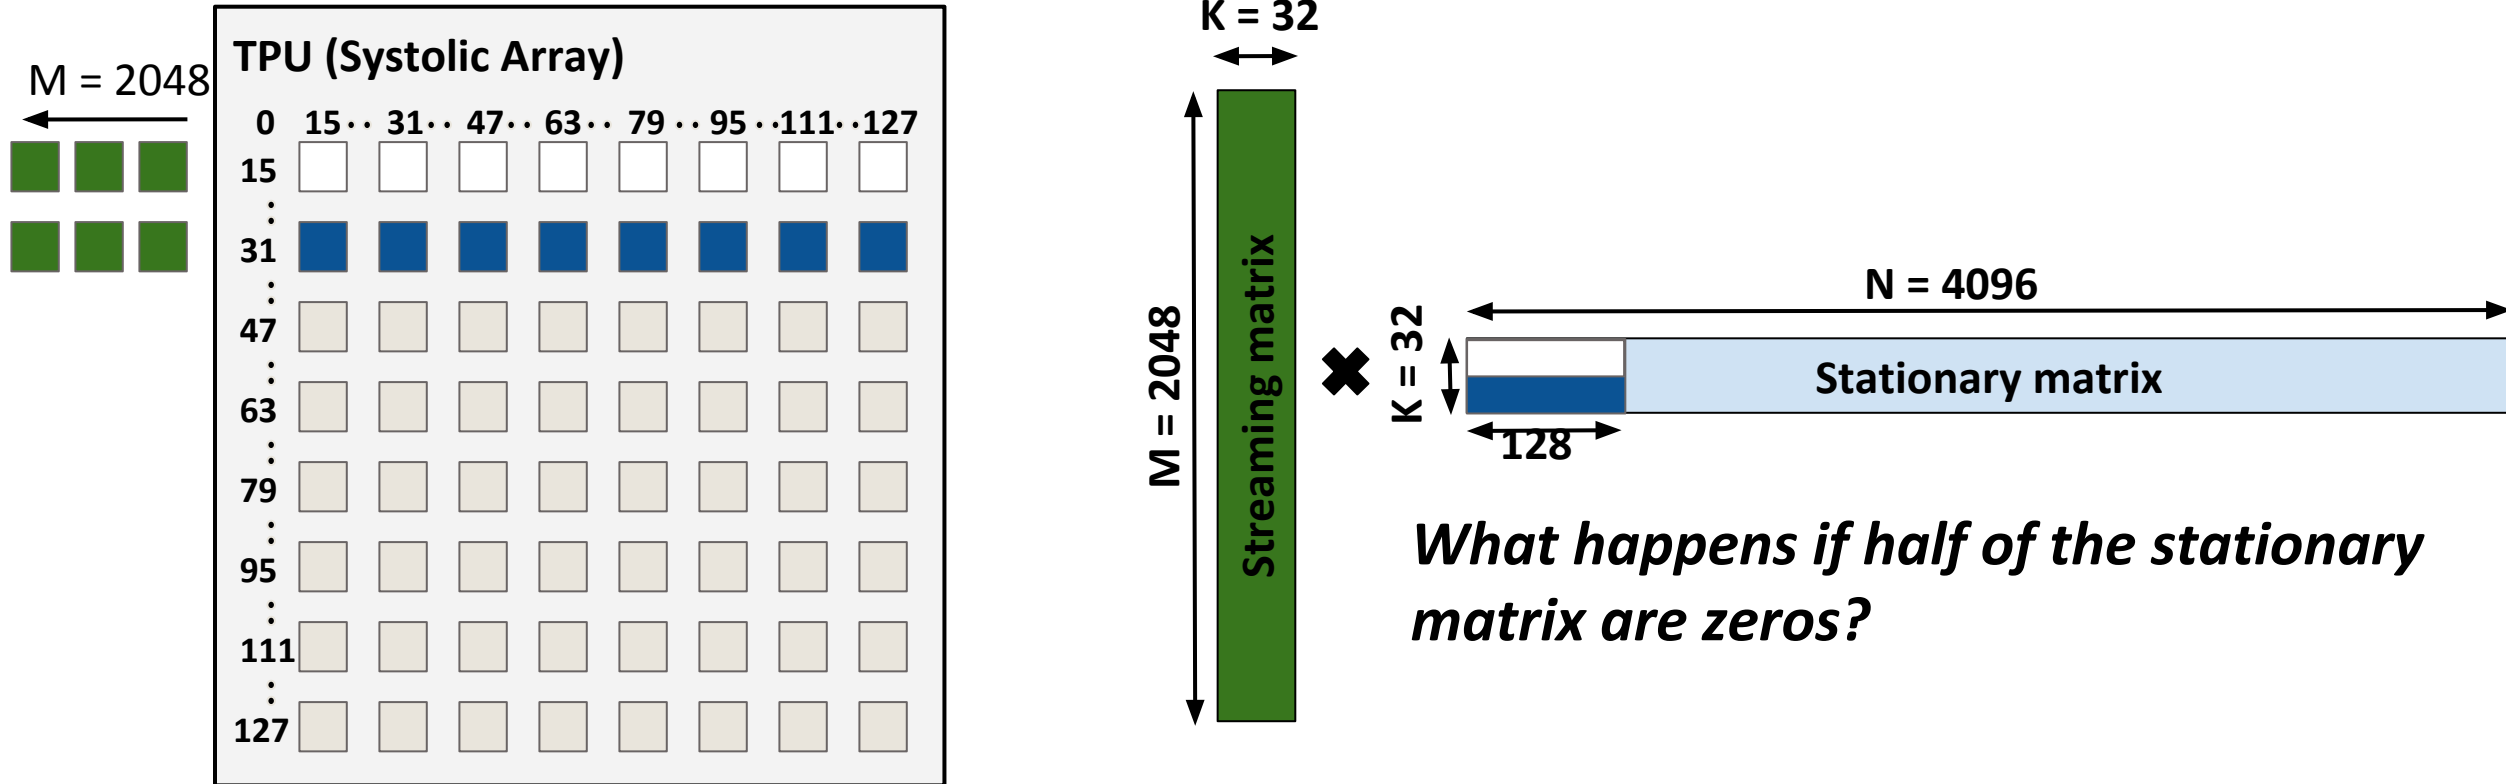 K = 32
TPU (Systolic Array)
M = 2048
0 15 31 47 63 79 95 111 127
15
31
47
63
79
95
111
127
M = 2048
Streaming matrix
N = 4096
K = 32
Stationary matrix
128
What happens if half of the stationary
matrix are zeros?